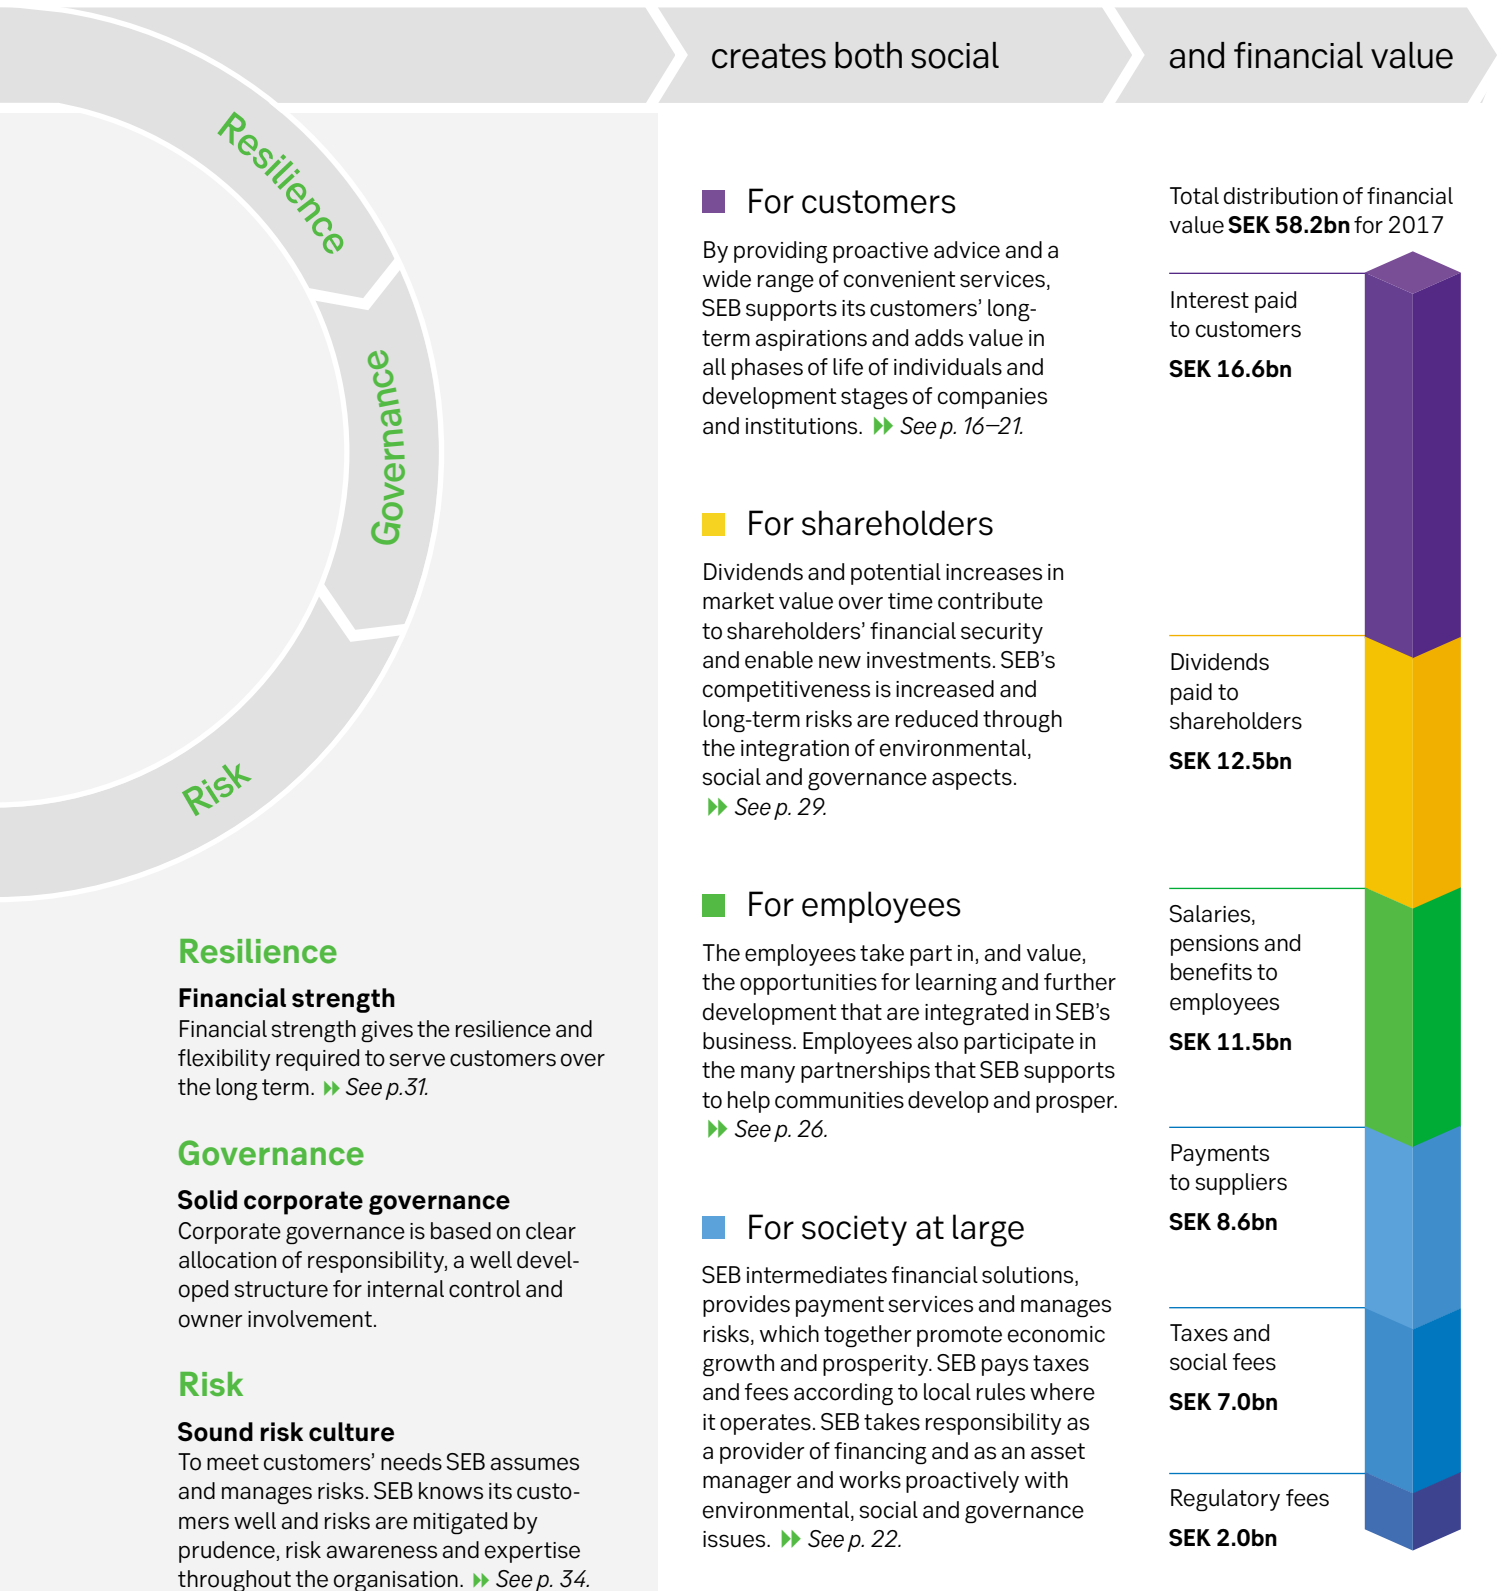 creates both social
and financial value
Resilience
Governance
Risk
Resilience
Financial strength
Financial strength gives the resilience and
flexibility required to serve customers over
the long term. See p.31.
Governance
Solid corporate governance
Corporate governance is based on clear
allocation of responsibility, a well devel-
oped structure for internal control and
owner involvement.
Risk
Sound risk culture
To meet customers' needs SEB assumes
and manages risks. SEB knows its custo-
mers well and risks are mitigated by
prudence, risk awareness and expertise
throughout the organisation. See p. 34.
For customers
By providing proactive advice and a
wide range of convenient services,
SEB supports its customers' long-
term aspirations and adds value in
all phases of life of individuals and
development stages of companies
and institutions. See p. 16–21.
For shareholders
Dividends and potential increases in
market value over time contribute
to shareholders' financial security
and enable new investments. SEB's
competitiveness is increased and
long-term risks are reduced through
the integration of environmental,
social and governance aspects.
See p. 29.
For employees
The employees take part in, and value,
the opportunities for learning and further
development that are integrated in SEB's
business. Employees also participate in
the many partnerships that SEB supports
to help communities develop and prosper.
See p. 26.
For society at large
SEB intermediates financial solutions,
provides payment services and manages
risks, which together promote economic
growth and prosperity. SEB pays taxes
and fees according to local rules where
it operates. SEB takes responsibility as
a provider of financing and as an asset
manager and works proactively with
environmental, social and governance
issues. See p. 22.
Total distribution of financial
value SEK 58.2bn for 2017
Interest paid
to customers
SEK 16.6bn
Dividends
paid to
shareholders
SEK 12.5bn
Salaries,
pensions and
benefits to
employees
SEK 11.5bn
Payments
to suppliers
SEK 8.6bn
Taxes and
social fees
SEK 7.0bn
Regulatory fees
SEK 2.0bn